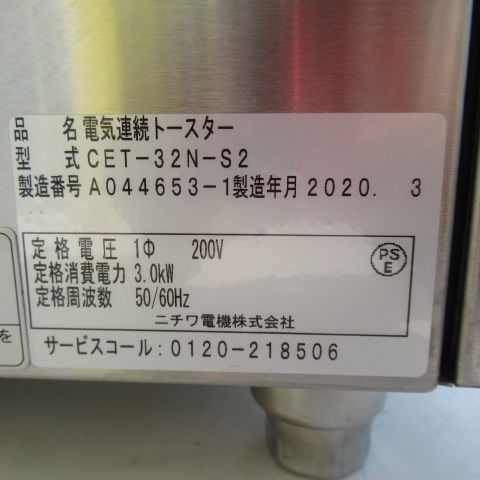 品 名 電気連続トースター
型 式 CET-32N-S2
製造番号 A044653-1 製造年月 2020. 3
定格電圧 1Φ 200V
定格消費電力 3.0kW
定格周波数 50/60Hz
PS
E
ニチワ電機株式会社
サービスコール:0120-218506
を